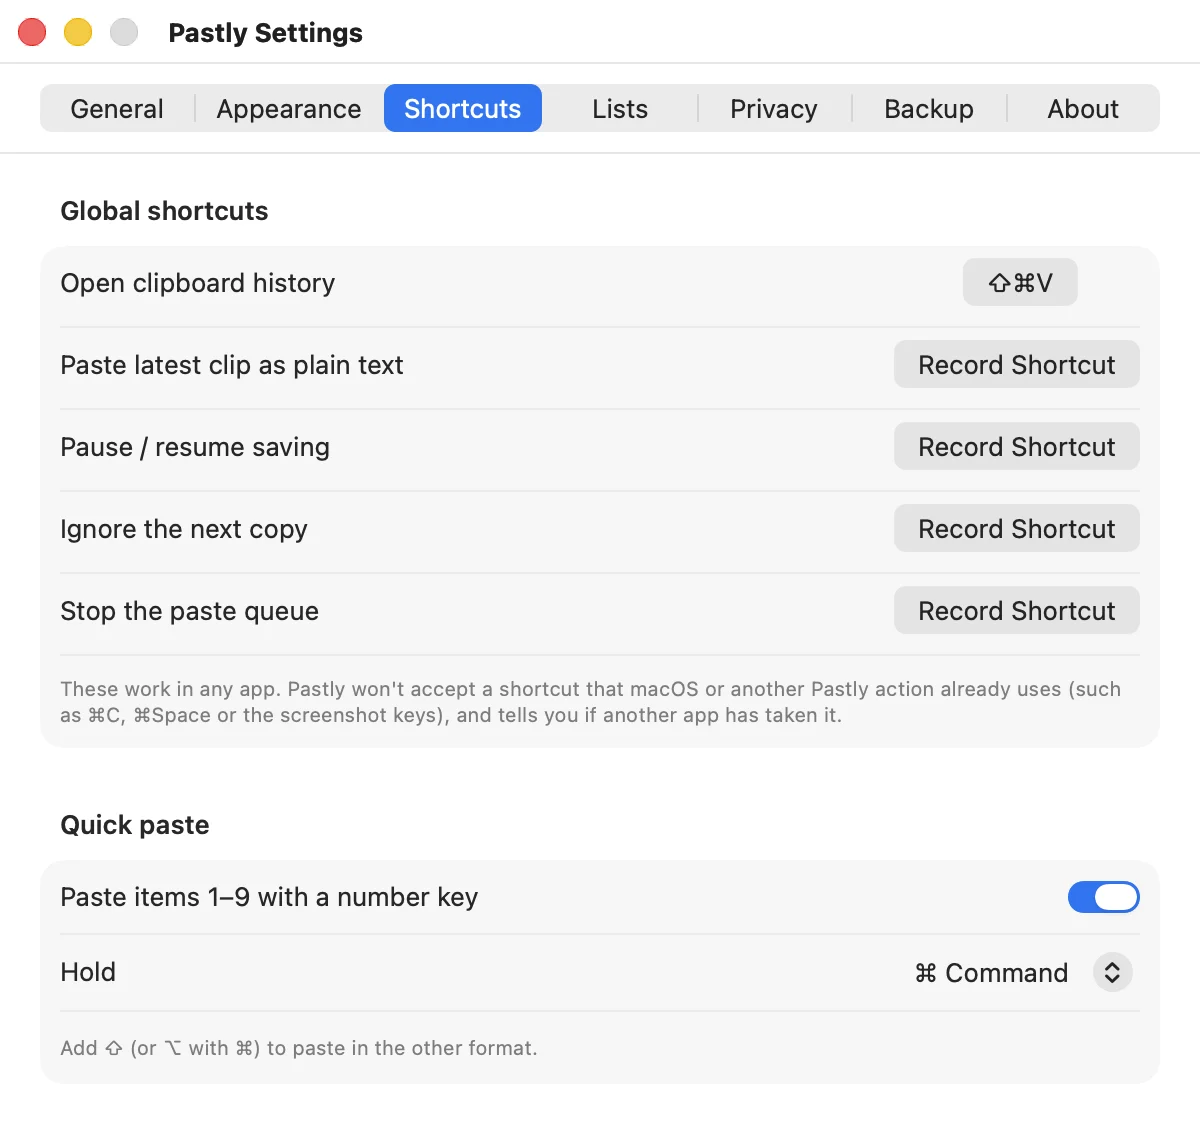 Pastly Settings
General
Appearance
Shortcuts
Lists
Privacy
Backup
About
Global shortcuts
Open clipboard history
⇧⌘V
Paste latest clip as plain text
Record Shortcut
Pause / resume saving
Record Shortcut
Ignore the next copy
Record Shortcut
Stop the paste queue
Record Shortcut
These work in any app. Pastly won't accept a shortcut that macOS or another Pastly action already uses (such
as ⌘C, ⌘Space or the screenshot keys), and tells you if another app has taken it.
Quick paste
Paste items 1–9 with a number key
Hold
⌘ Command
Add ⇧ (or ⌥ with ⌘) to paste in the other format.